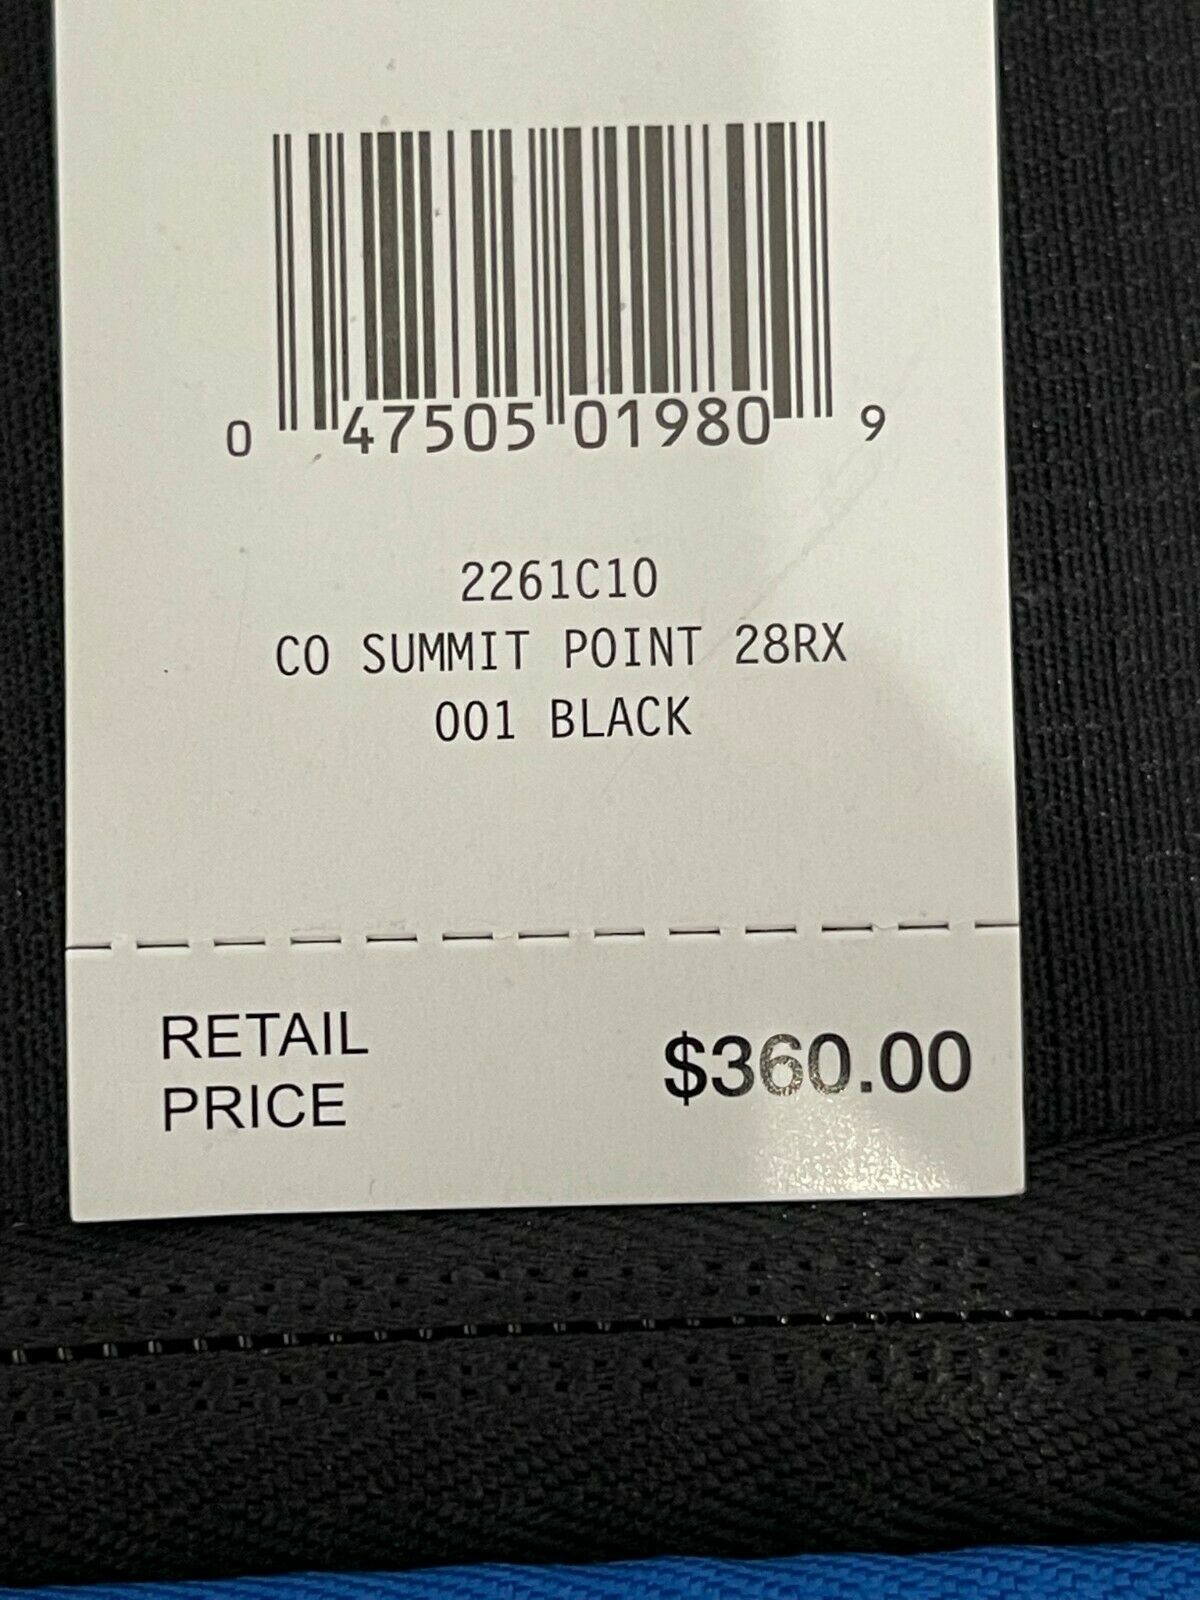 0 47505 01980 9
2261C10
CO SUMMIT POINT 28RX
001 BLACK
RETAIL
PRICE
$360.00